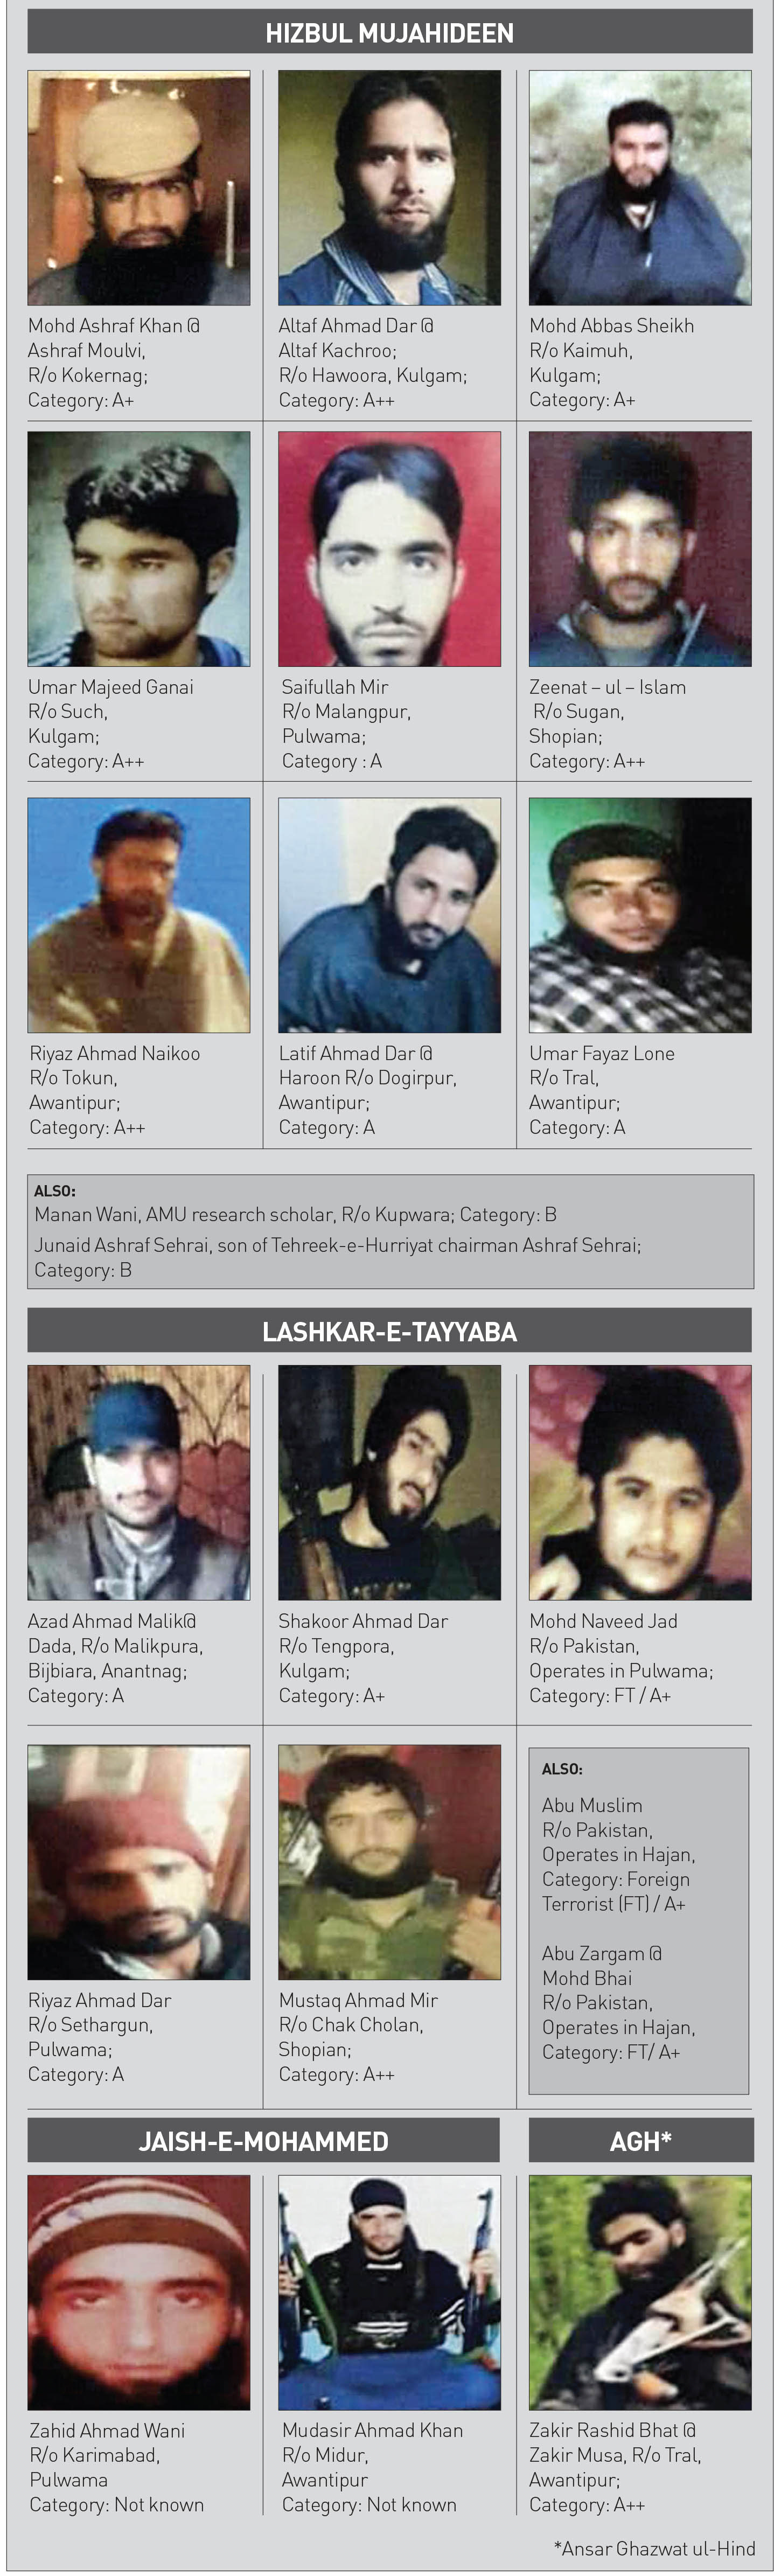 HIZBUL MUJAHIDEEN
Mohd Ashraf Khan @
Ashraf Moulvi,
R/o Kokernag;
Category: A+
Altaf Ahmad Dar @
Altaf Kachroo;
R/o Hawoora, Kulgam;
Category: A++
Mohd Abbas Sheikh
R/o Kaimuh,
Kulgam;
Category: A+
Umar Majeed Ganai
R/o Such,
Kulgam;
Category: A++
Saifullah Mir
R/o Malangpur,
Pulwama;
Category : A
Zeenat – ul – Islam
R/o Sugan,
Shopian;
Category: A++
Riyaz Ahmad Naikoo
R/o Tokun,
Awantipur;
Category: A++
Latif Ahmad Dar @
Haroon R/o Dogirpur,
Awantipur;
Category: A
Umar Fayaz Lone
R/o Tral,
Awantipur;
Category: A
ALSO:
Manan Wani, AMU research scholar, R/o Kupwara; Category: B
Junaid Ashraf Sehrai, son of Tehreek-e-Hurriyat chairman Ashraf Sehrai;
Category: B
LASHKAR-E-TAYYABA
Azad Ahmad Malik@
Dada, R/o Malikpura,
Bijbiara, Anantnag;
Category: A
Shakoor Ahmad Dar
R/o Tengpora,
Kulgam;
Category: A+
Mohd Naveed Jad
R/o Pakistan,
Operates in Pulwama;
Category: FT / A+
Riyaz Ahmad Dar
R/o Sethargun,
Pulwama;
Category: A
Mustaq Ahmad Mir
R/o Chak Cholan,
Shopian;
Category: A++
ALSO:
Abu Muslim
R/o Pakistan,
Operates in Hajan,
Category: Foreign
Terrorist (FT) / A+
Abu Zargam @
Mohd Bhai
R/o Pakistan,
Operates in Hajan,
Category: FT/ A+
JAISH-E-MOHAMMED
Zahid Ahmad Wani
R/o Karimabad,
Pulwama
Category: Not known
Mudasir Ahmad Khan
R/o Midur,
Awantipur
Category: Not known
AGH*
Zakir Rashid Bhat @
Zakir Musa, R/o Tral,
Awantipur;
Category: A++
*Ansar Ghazwat ul-Hind